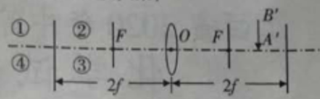 ① ② F O F B′
④ ③ A′
2f 2f